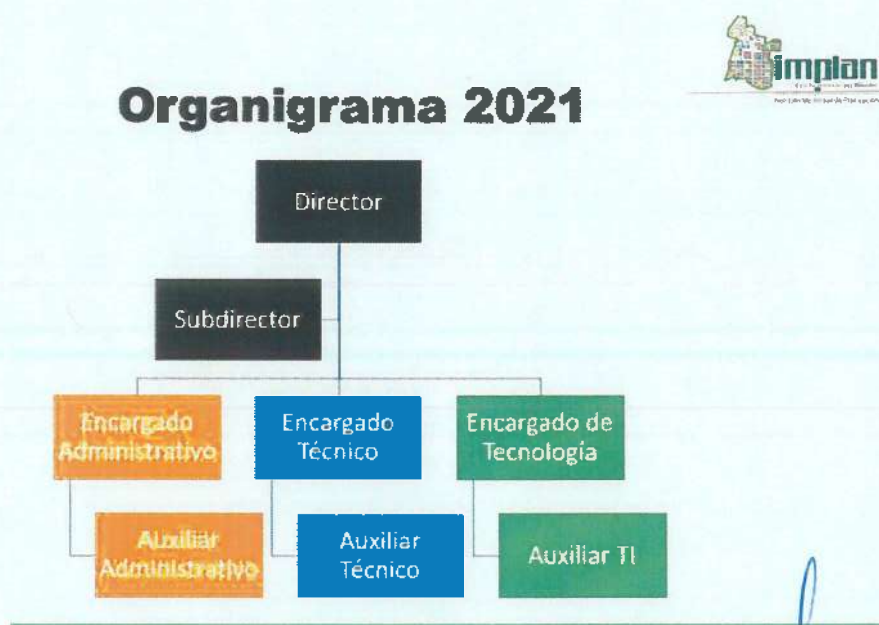 implan
Organigrama 2021
Director
Subdirector
Encargado
Administrativo
Encargado
Técnico
Encargado de
Tecnología
Auxiliar
Administrativo
Auxiliar
Técnico
Auxiliar TI